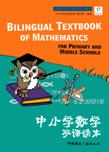 BILINGUAL TEXTBOOK
OF MATHEMATICS
FOR PRIMARY AND
MIDDLE SCHOOLS
中小学数学
双语读本